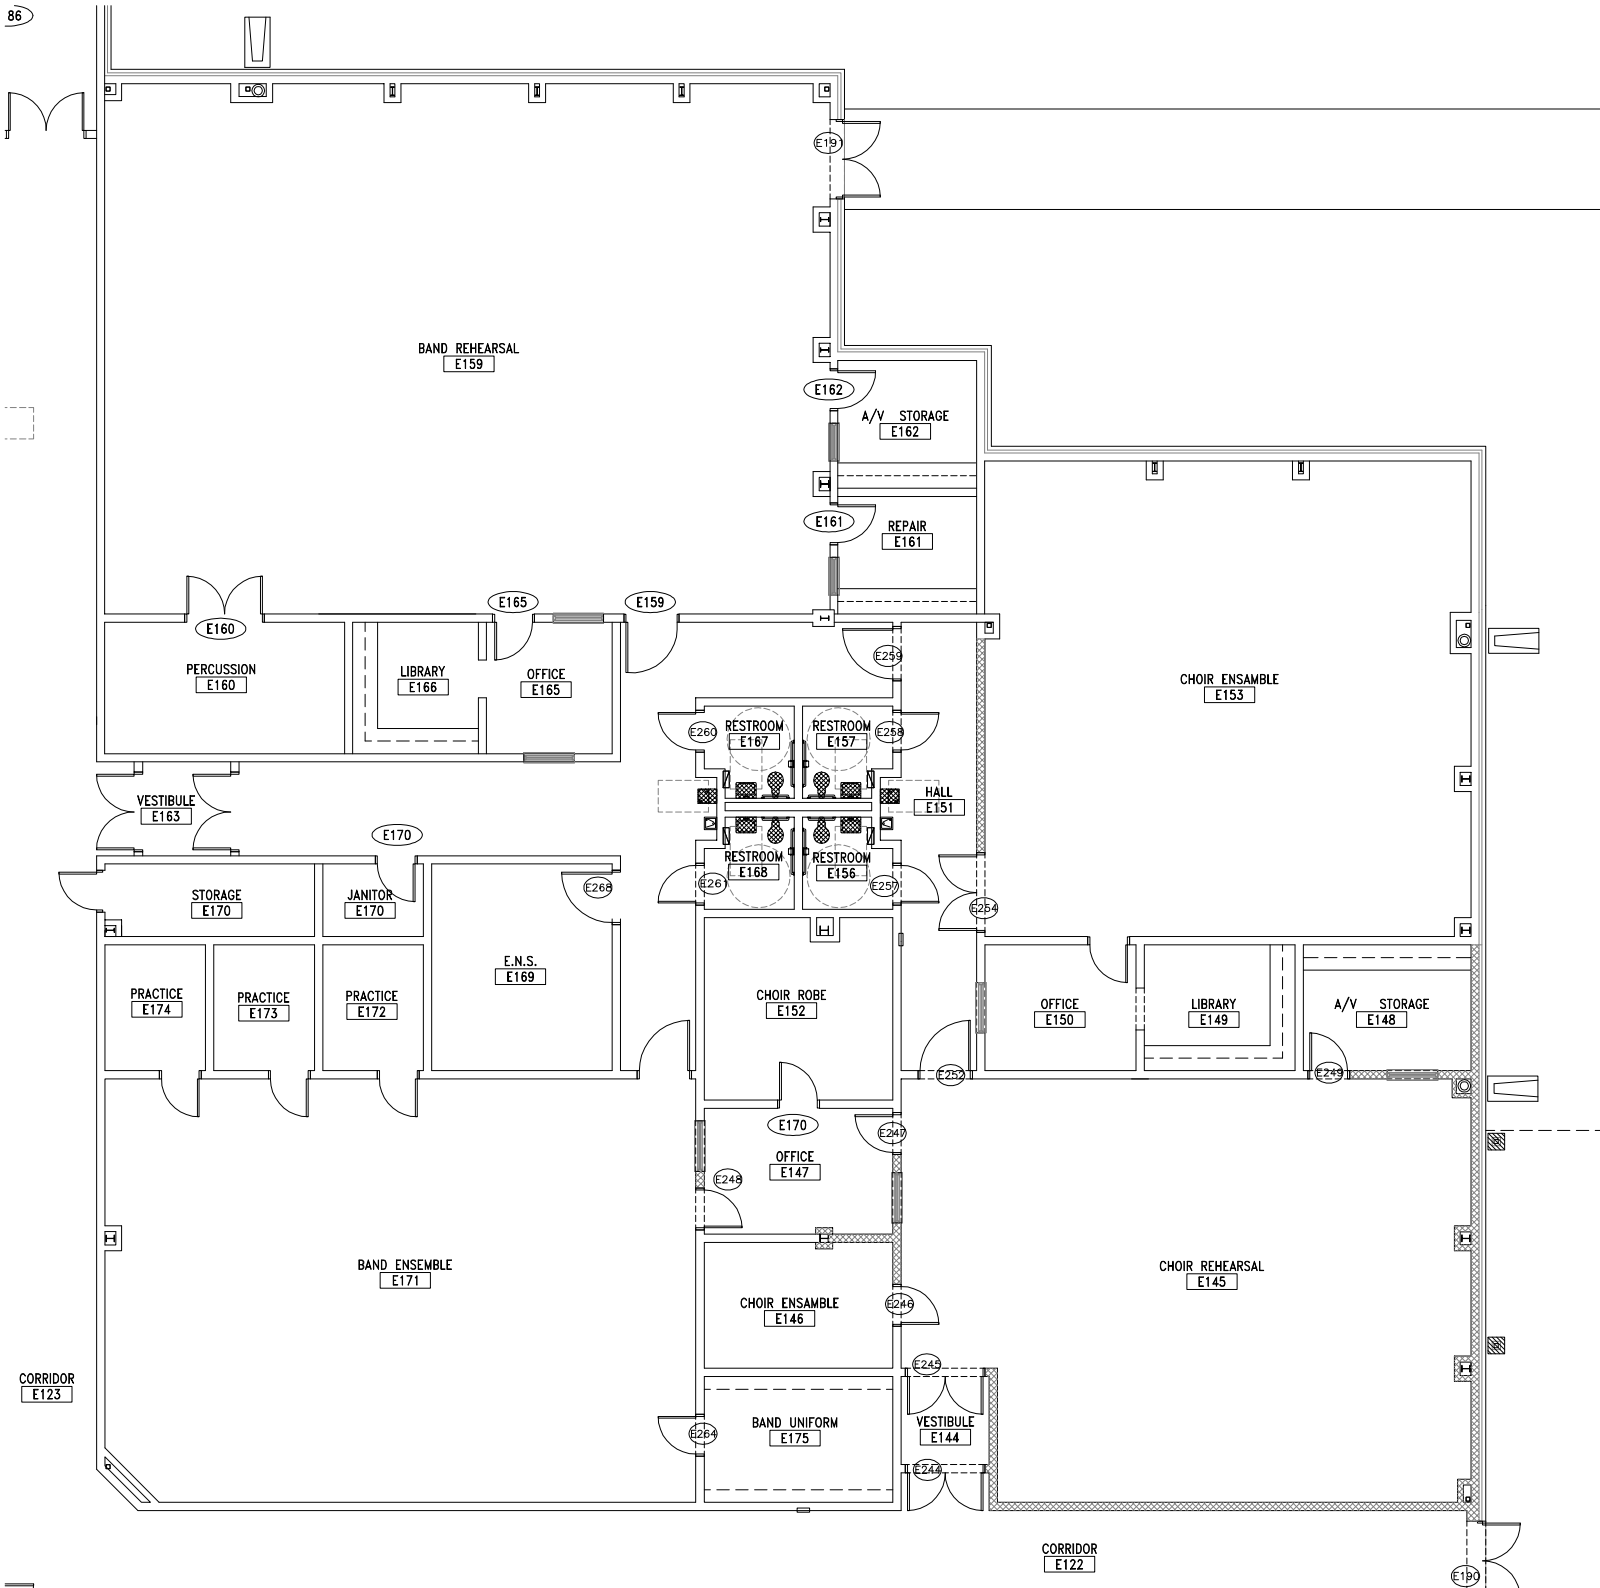 86
E191
BAND REHEARSAL
E159
E162
A/V STORAGE
E162
E161
REPAIR
E161
E165
E159
E160
PERCUSSION
E160
LIBRARY
E166
OFFICE
E165
E259
CHOIR ENSAMBLE
E153
E260
RESTROOM
E167
RESTROOM
E157
E258
VESTIBULE
E163
HALL
E151
E170
RESTROOM
E168
RESTROOM
E156
E261
E257
E268
STORAGE
E170
JANITOR
E170
E254
E.N.S.
E169
PRACTICE
E174
PRACTICE
E173
PRACTICE
E172
CHOIR ROBE
E152
OFFICE
E150
LIBRARY
E149
A/V STORAGE
E148
E252
E249
E170
E247
OFFICE
E147
E248
BAND ENSEMBLE
E171
CHOIR REHEARSAL
E145
CHOIR ENSAMBLE
E146
E246
E245
CORRIDOR
E123
BAND UNIFORM
E175
E264
VESTIBULE
E144
E244
CORRIDOR
E122
E190